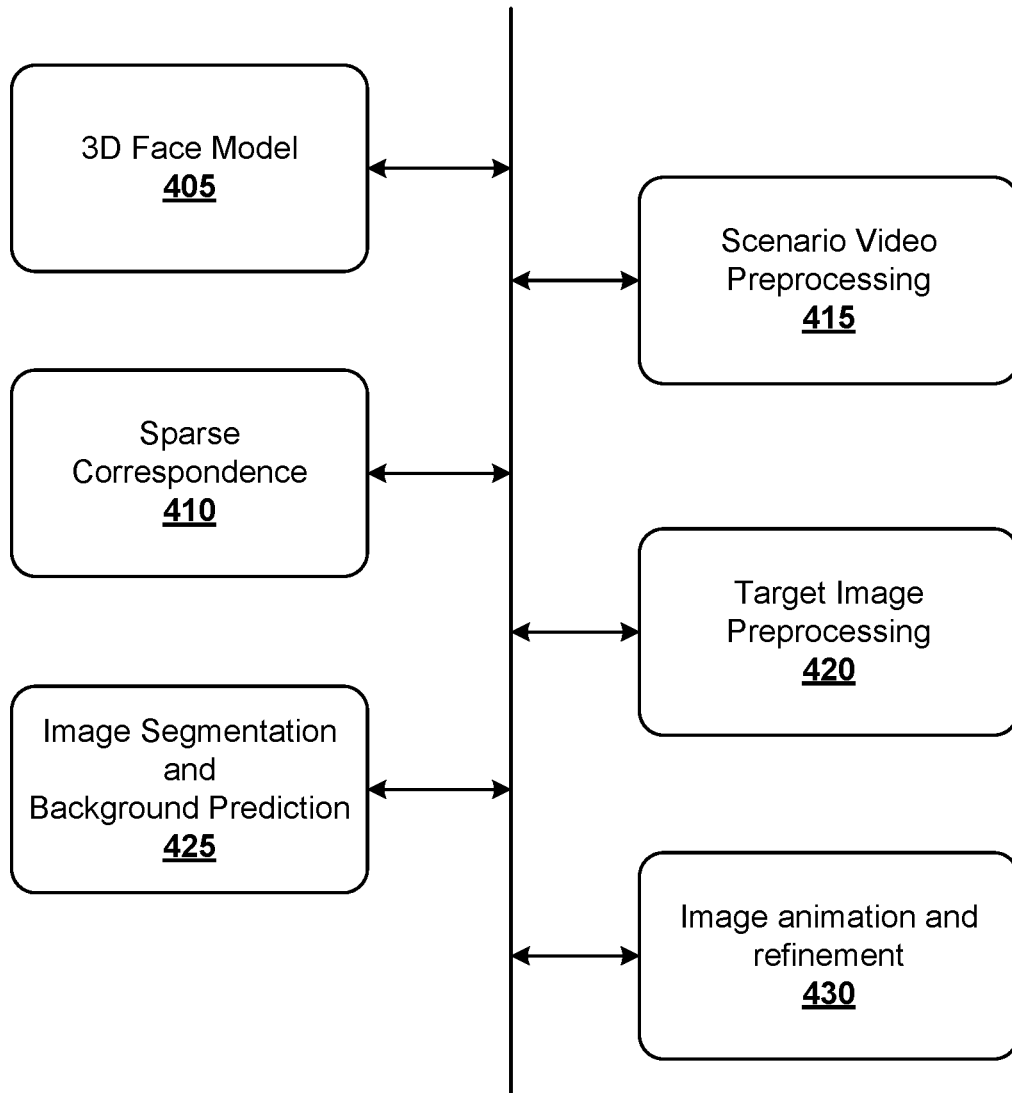 3D Face Model
405
Scenario Video
Preprocessing
415
Sparse
Correspondence
410
Target Image
Preprocessing
420
Image Segmentation
and
Background Prediction
425
Image animation and
refinement
430